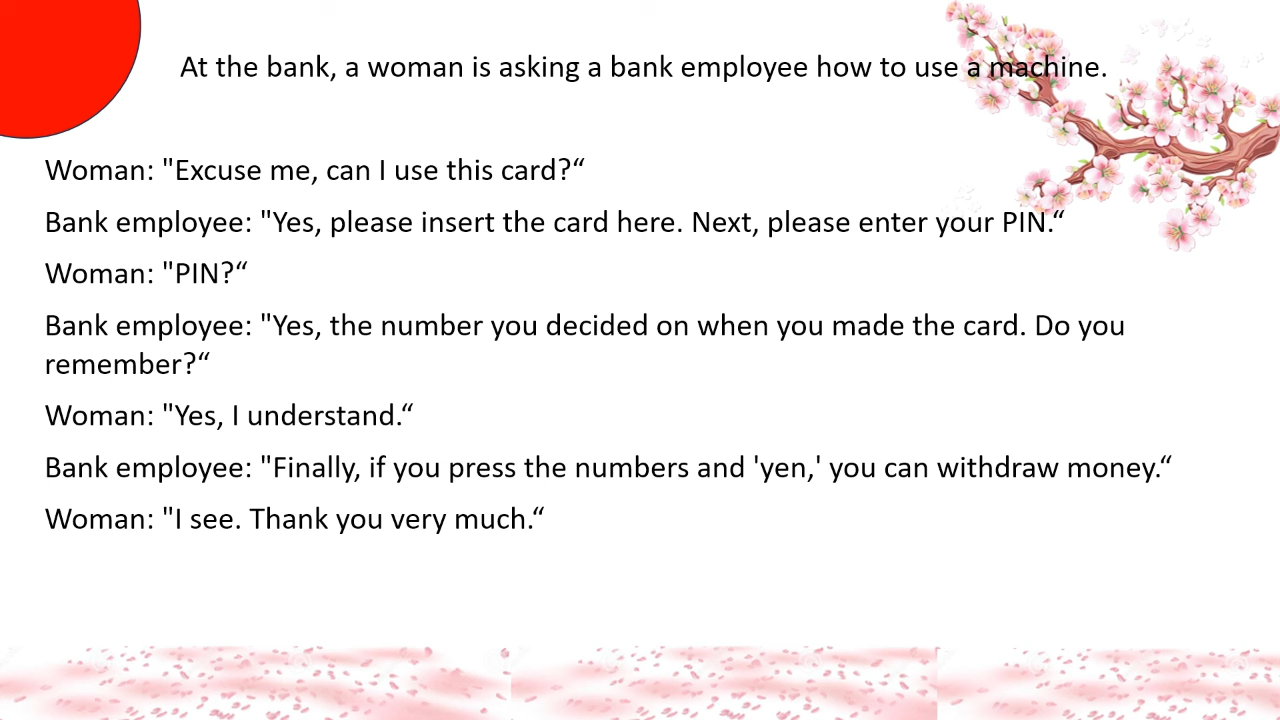 At the bank, a woman is asking a bank employee how to use a machine.
Woman: "Excuse me, can I use this card?“
Bank employee: "Yes, please insert the card here. Next, please enter your PIN.“
Woman: "PIN?“
Bank employee: "Yes, the number you decided on when you made the card. Do you
remember?“
Woman: "Yes, I understand.“
Bank employee: "Finally, if you press the numbers and 'yen,' you can withdraw money.“
Woman: "I see. Thank you very much.“